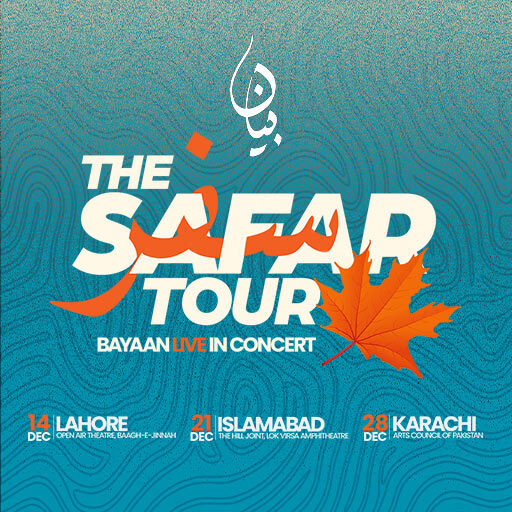 بیان
THE
SAFAR
سفر
TOUR
BAYAAN LIVE IN CONCERT
14 DEC LAHORE
OPEN AIR THEATRE, BAAGH-E-JINNAH
21 DEC ISLAMABAD
THE HILL JOINT, LOK VIRSA AMPHITHEATRE
28 DEC KARACHI
ARTS COUNCIL OF PAKISTAN